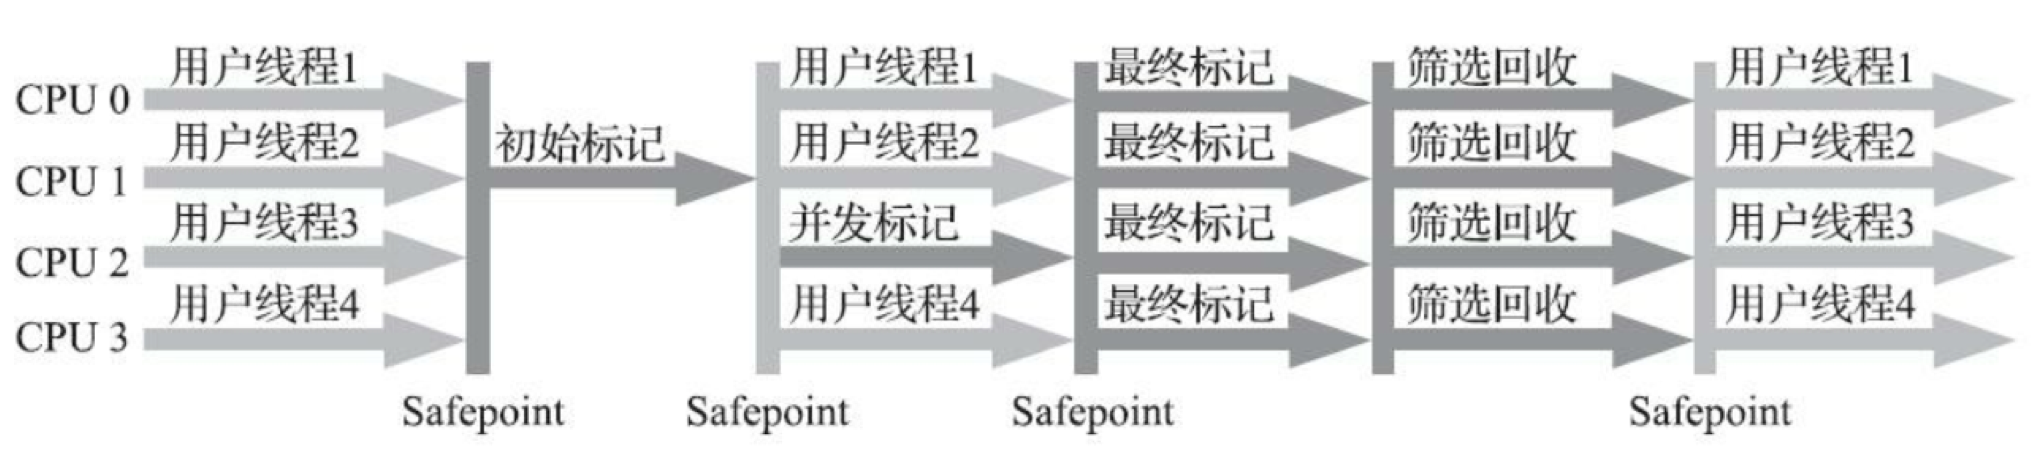 用户线程1 用户线程1 最终标记 筛选回收 用户线程1
CPU 0
用户线程2 初始标记 用户线程2 最终标记 筛选回收 用户线程2
CPU 1
用户线程3 并发标记 最终标记 筛选回收 用户线程3
CPU 2
用户线程4 用户线程4 最终标记 筛选回收 用户线程4
CPU 3
Safepoint Safepoint Safepoint Safepoint